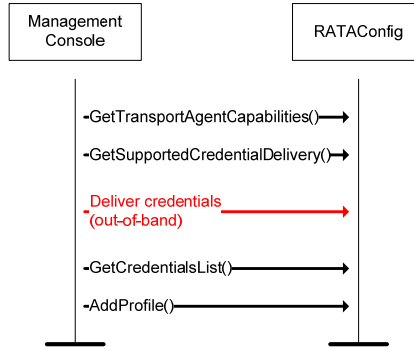 Management
Console
RATAConfig
GetTransportAgentCapabilities()
GetSupportedCredentialDelivery()
Deliver credentials
(out-of-band)
GetCredentialsList()
AddProfile()